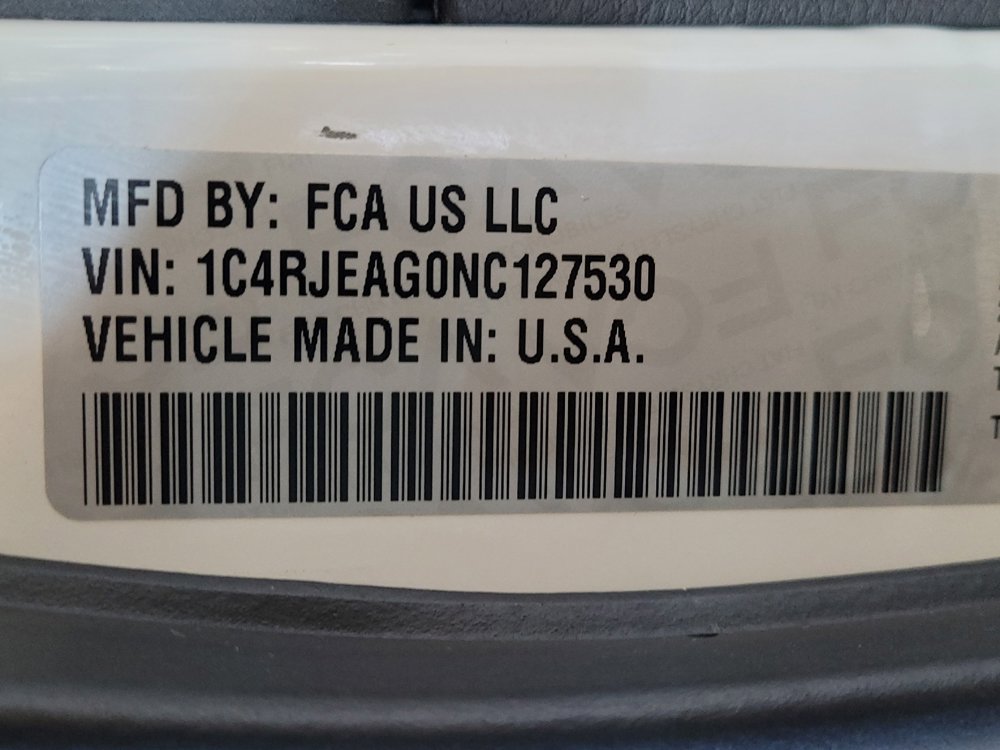 MFD BY: FCA US LLC
VIN: 1C4RJEAG0NC127530
VEHICLE MADE IN: U.S.A.